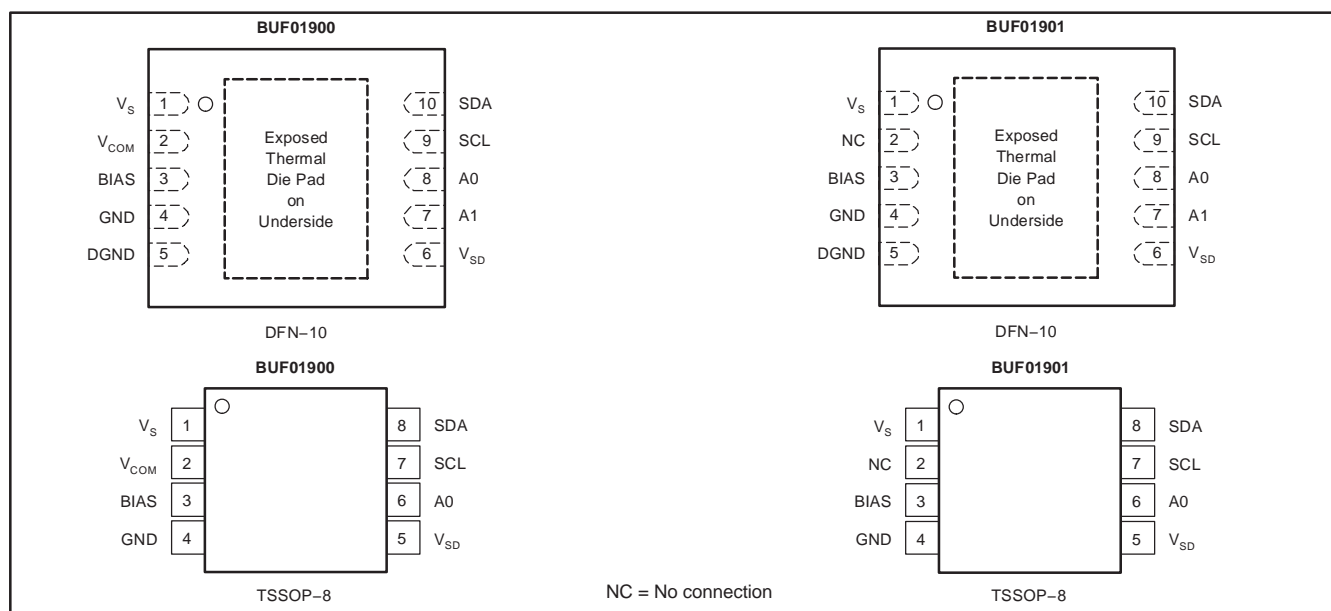 BUF01900
V_S 1 10 SDA
V_COM 2 9 SCL
BIAS 3 8 A0
GND 4 7 A1
DGND 5 6 V_SD
Exposed
Thermal
Die Pad
on
Underside
DFN−10
BUF01901
V_S 1 10 SDA
NC 2 9 SCL
BIAS 3 8 A0
GND 4 7 A1
DGND 5 6 V_SD
Exposed
Thermal
Die Pad
on
Underside
DFN−10
BUF01900
V_S 1 8 SDA
V_COM 2 7 SCL
BIAS 3 6 A0
GND 4 5 V_SD
TSSOP−8
BUF01901
V_S 1 8 SDA
NC 2 7 SCL
BIAS 3 6 A0
GND 4 5 V_SD
TSSOP−8
NC = No connection